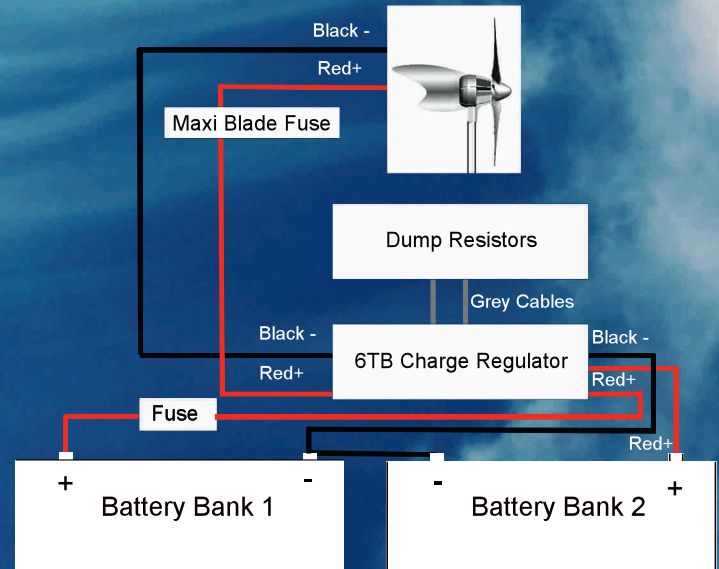 Black -
Red+
Maxi Blade Fuse
Dump Resistors
Grey Cables
Black -
Black -
6TB Charge Regulator
Red+
Red+
Fuse
Red+
+
-
-
+
Battery Bank 1
Battery Bank 2